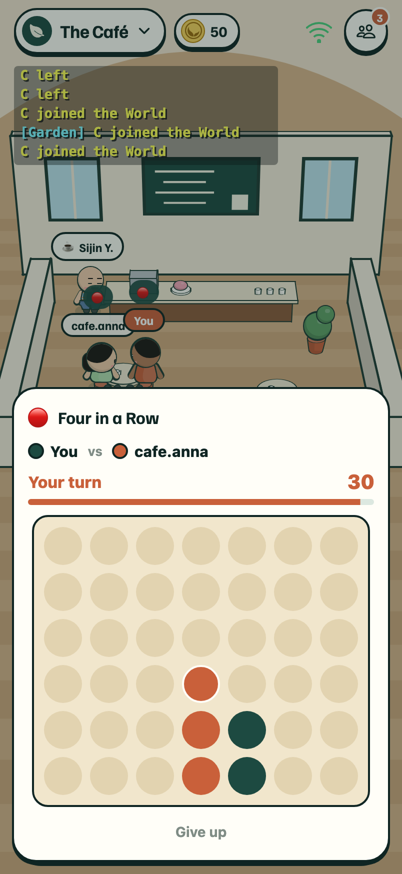 The Café
50
3
C left
C left
C joined the World
[Garden] C joined the World
C joined the World
Sijin Y.
cafe.anna
You
Four in a Row
You vs cafe.anna
Your turn
30
Give up